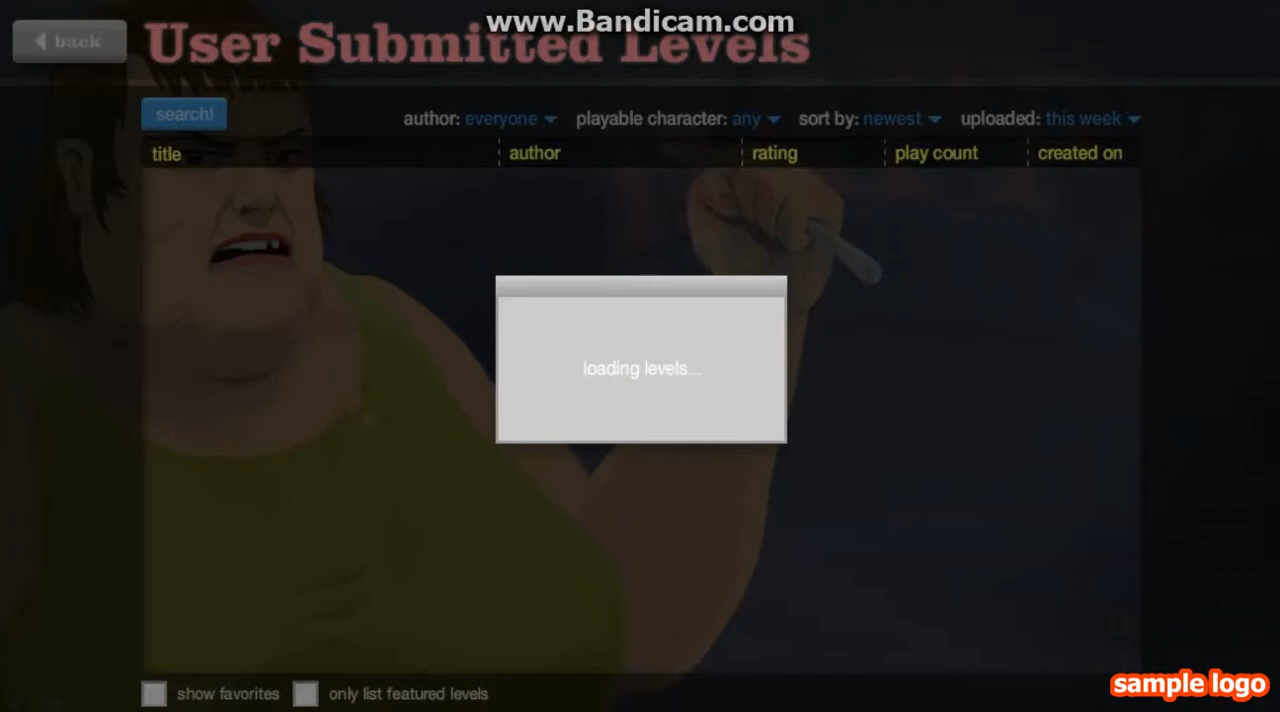 www.Bandicam.com
back
User Submitted Levels
search!
author: everyone playable character: any sort by: newest uploaded: this week
title author rating play count created on
loading levels...
show favorites only list featured levels
sample logo